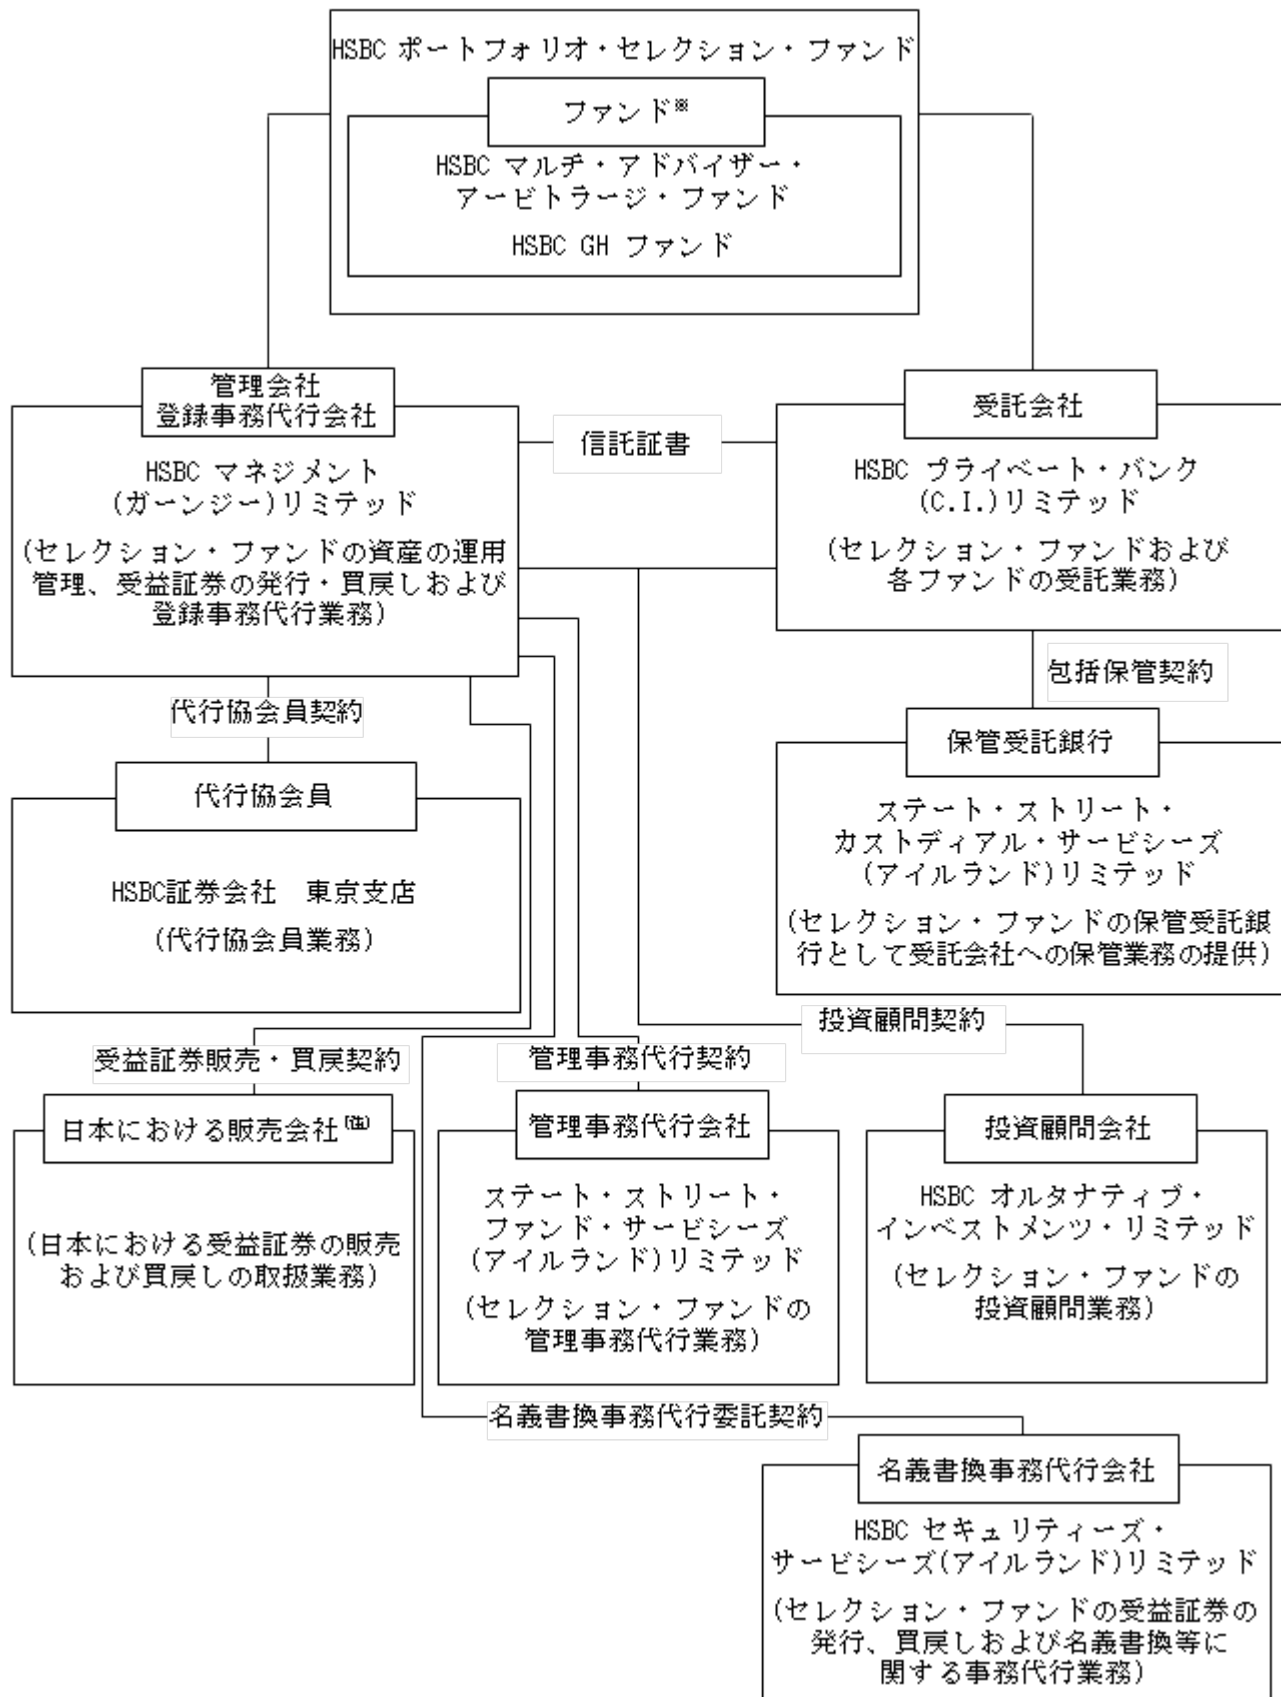 HSBC ポートフォリオ・セレクション・ファンド
ファンド※
HSBC マルチ・アドバイザー・
アービトラージ・ファンド
HSBC GH ファンド
管理会社
登録事務代行会社
HSBC マネジメント
(ガーンジー)リミテッド
(セレクション・ファンドの資産の運用
管理、受益証券の発行・買戻しおよび
登録事務代行業務)
信託証書
受託会社
HSBC プライベート・バンク
(C.I.)リミテッド
(セレクション・ファンドおよび
各ファンドの受託業務)
包括保管契約
代行協会員契約
保管受託銀行
ステート・ストリート・
カストディアル・サービシーズ
(アイルランド)リミテッド
(セレクション・ファンドの保管受託銀
行として受託会社への保管業務の提供)
代行協会員
HSBC証券会社 東京支店
(代行協会員業務)
投資顧問契約
受益証券販売・買戻契約
管理事務代行契約
日本における販売会社
(日本における受益証券の販売
および買戻しの取扱業務)
管理事務代行会社
ステート・ストリート・
ファンド・サービシーズ
(アイルランド)リミテッド
(セレクション・ファンドの
管理事務代行業務)
投資顧問会社
HSBC オルタナティブ・
インベストメンツ・リミテッド
(セレクション・ファンドの
投資顧問業務)
名義書換事務代行委託契約
名義書換事務代行会社
HSBC セキュリティーズ・
サービシーズ(アイルランド)リミテッド
(セレクション・ファンドの受益証券の
発行、買戻しおよび名義書換等に
関する事務代行業務)